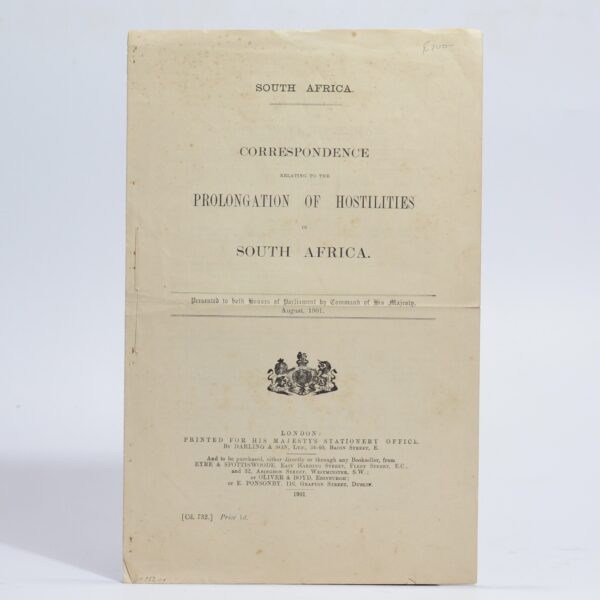 R700-
SOUTH AFRICA.
CORRESPONDENCE
RELATING TO THE
PROLONGATION OF HOSTILITIES
IN
SOUTH AFRICA.
Presented to both Houses of Parliament by Command of His Majesty.
August, 1901.
LONDON:
PRINTED FOR HIS MAJESTY'S STATIONERY OFFICE,
By DARLING & SON, Ltd., 34-40, Bacon Street, E.
And to be purchased, either directly or through any Bookseller, from
EYRE & SPOTTISWOODE, East Harding Street, Fleet Street, E.C.,
and 32, Abingdon Street, Westminster, S.W.;
or OLIVER & BOYD, Edinburgh;
or E. PONSONBY, 116, Grafton Street, Dublin.
1901.
[Cd. 732.] Price 1d.